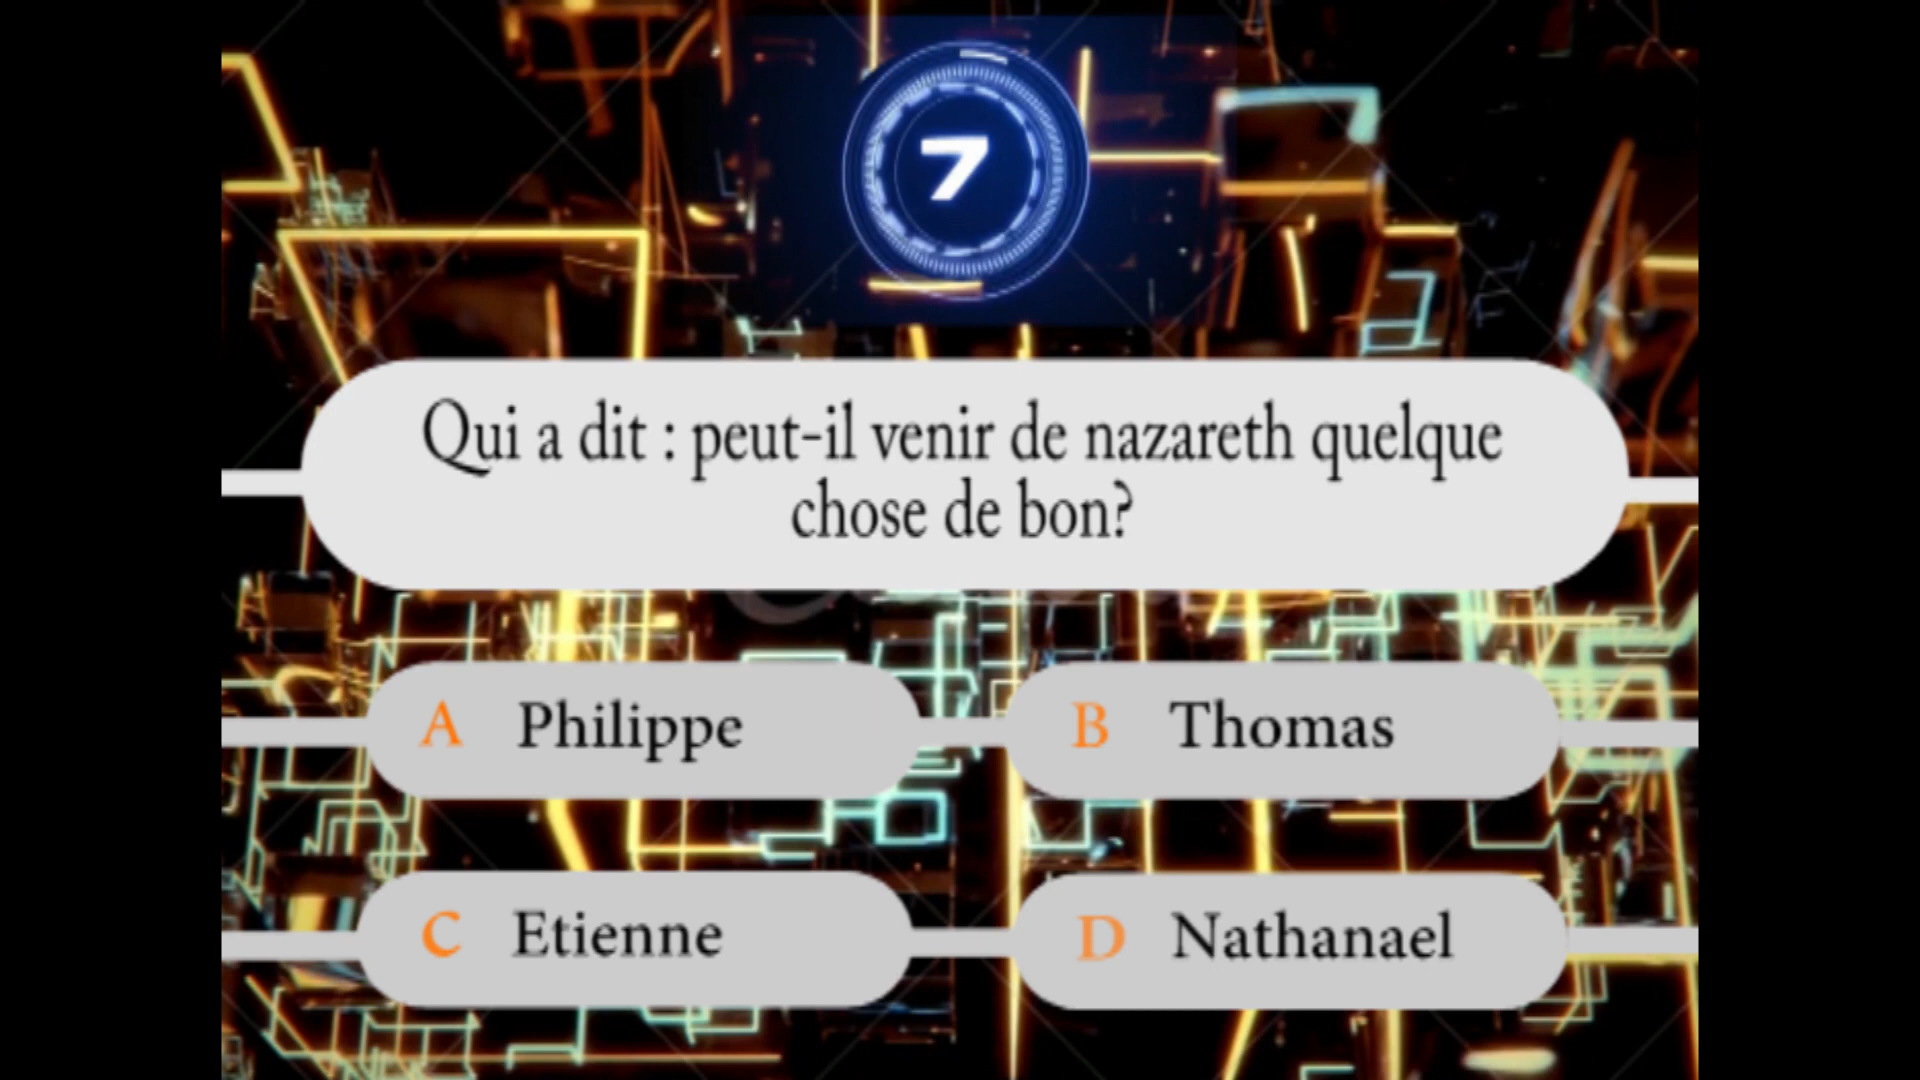 7
Qui a dit : peut-il venir de nazareth quelque
chose de bon?
A Philippe
B Thomas
C Etienne
D Nathanael